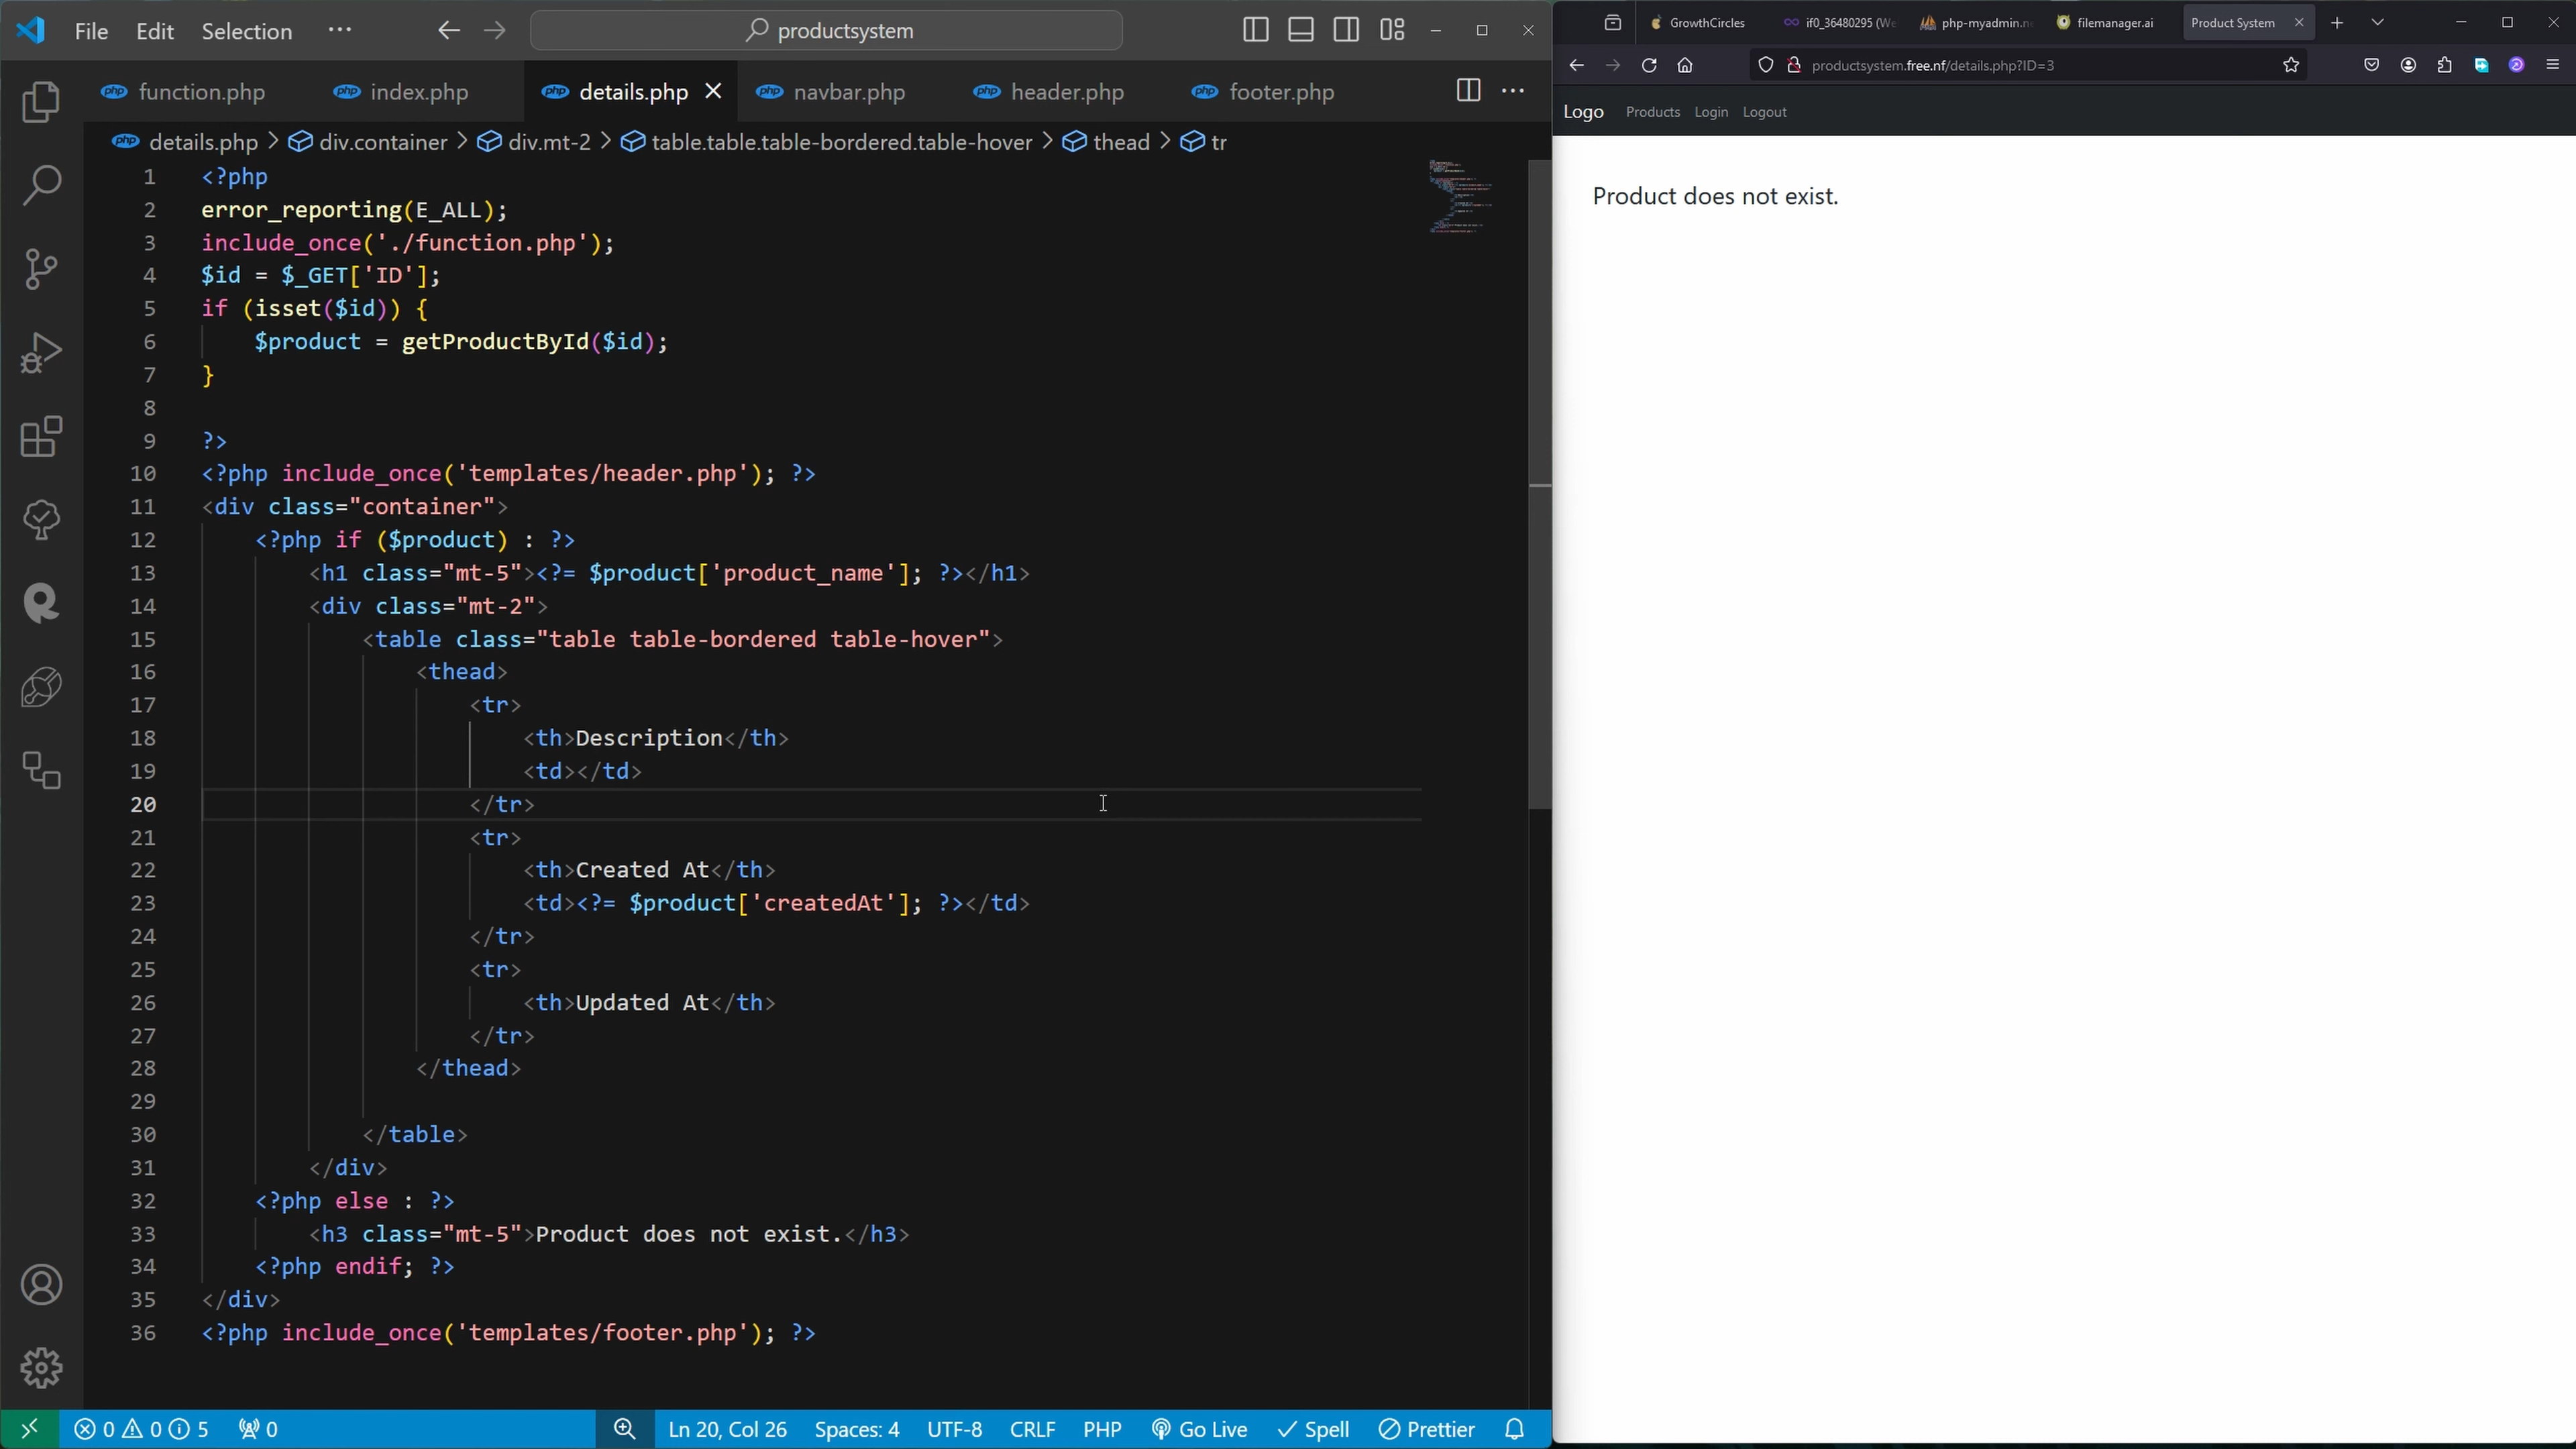 File Edit Selection ···
productsystem
function.php index.php details.php navbar.php header.php footer.php
details.php > div.container > div.mt-2 > table.table.table-bordered.table-hover > thead > tr
1 <?php
2 error_reporting(E_ALL);
3 include_once('./function.php');
4 $id = $_GET['ID'];
5 if (isset($id)) {
6 $product = getProductById($id);
7 }
8
9 ?>
10 <?php include_once('templates/header.php'); ?>
11 <div class="container">
12 <?php if ($product) : ?>
13 <h1 class="mt-5"><?= $product['product_name']; ?></h1>
14 <div class="mt-2">
15 <table class="table table-bordered table-hover">
16 <thead>
17 <tr>
18 <th>Description</th>
19 <td></td>
20 </tr>
21 <tr>
22 <th>Created At</th>
23 <td><?= $product['createdAt']; ?></td>
24 </tr>
25 <tr>
26 <th>Updated At</th>
27 </tr>
28 </thead>
29
30 </table>
31 </div>
32 <?php else : ?>
33 <h3 class="mt-5">Product does not exist.</h3>
34 <?php endif; ?>
35 </div>
36 <?php include_once('templates/footer.php'); ?>
0 0 5 0 Ln 20, Col 26 Spaces: 4 UTF-8 CRLF PHP Go Live Spell Prettier
GrowthCircles if0_36480295 (We php-myadmin.ne filemanager.ai Product System
productsystem.free.nf/details.php?ID=3
Logo Products Login Logout
Product does not exist.